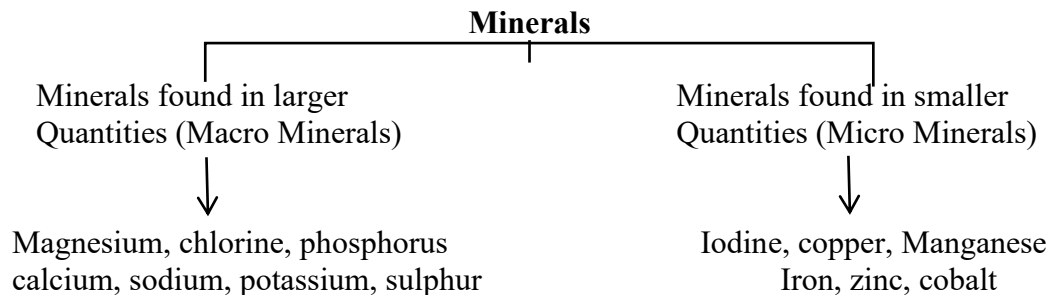 Minerals
Minerals found in larger
Quantities (Macro Minerals)
Magnesium, chlorine, phosphorus
calcium, sodium, potassium, sulphur
Minerals found in smaller
Quantities (Micro Minerals)
Iodine, copper, Manganese
Iron, zinc, cobalt